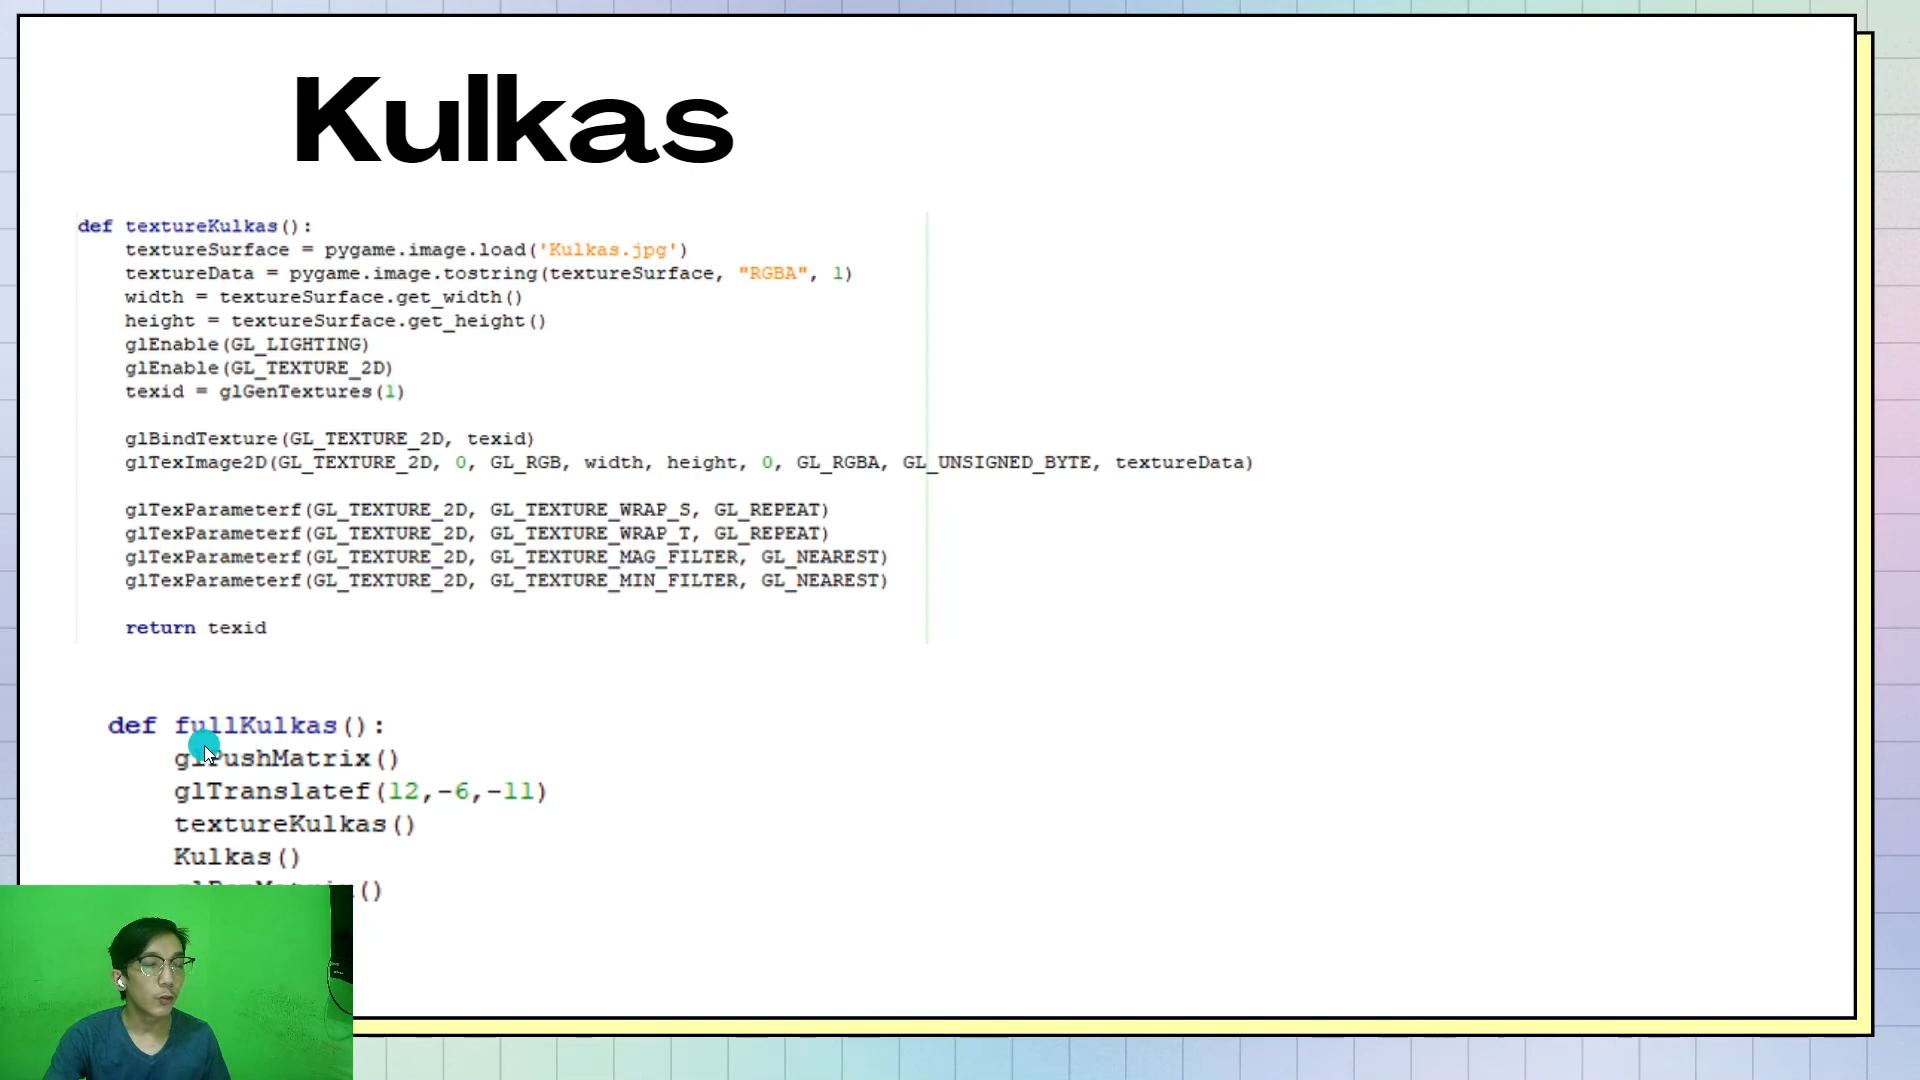 Kulkas
def textureKulkas():
textureSurface = pygame.image.load('Kulkas.jpg')
textureData = pygame.image.tostring(textureSurface, "RGBA", 1)
width = textureSurface.get_width()
height = textureSurface.get_height()
glEnable(GL_LIGHTING)
glEnable(GL_TEXTURE_2D)
texid = glGenTextures(1)
glBindTexture(GL_TEXTURE_2D, texid)
glTexImage2D(GL_TEXTURE_2D, 0, GL_RGB, width, height, 0, GL_RGBA, GL_UNSIGNED_BYTE, textureData)
glTexParameterf(GL_TEXTURE_2D, GL_TEXTURE_WRAP_S, GL_REPEAT)
glTexParameterf(GL_TEXTURE_2D, GL_TEXTURE_WRAP_T, GL_REPEAT)
glTexParameterf(GL_TEXTURE_2D, GL_TEXTURE_MAG_FILTER, GL_NEAREST)
glTexParameterf(GL_TEXTURE_2D, GL_TEXTURE_MIN_FILTER, GL_NEAREST)
return texid
def fullKulkas():
glPushMatrix()
glTranslatef(12,-6,-11)
textureKulkas()
Kulkas()